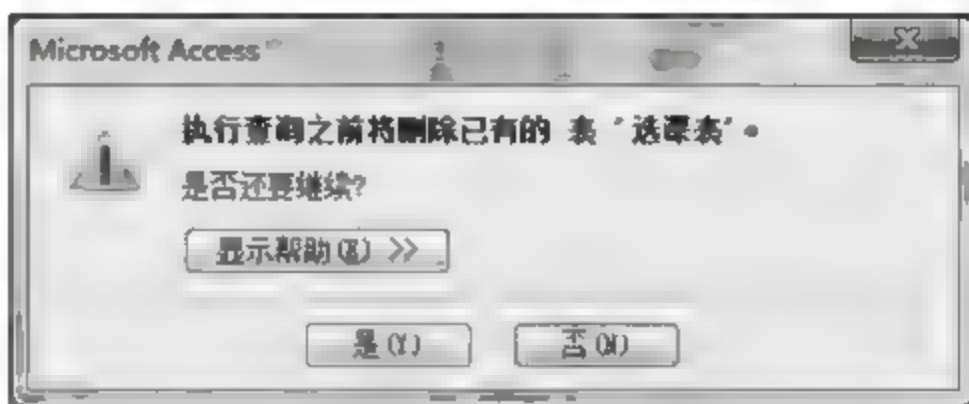 Microsoft Access
执行查询之前将删除已有的 表“选课表”。
是否还要继续?
显示帮助(E) >>
是(Y) 否(N)